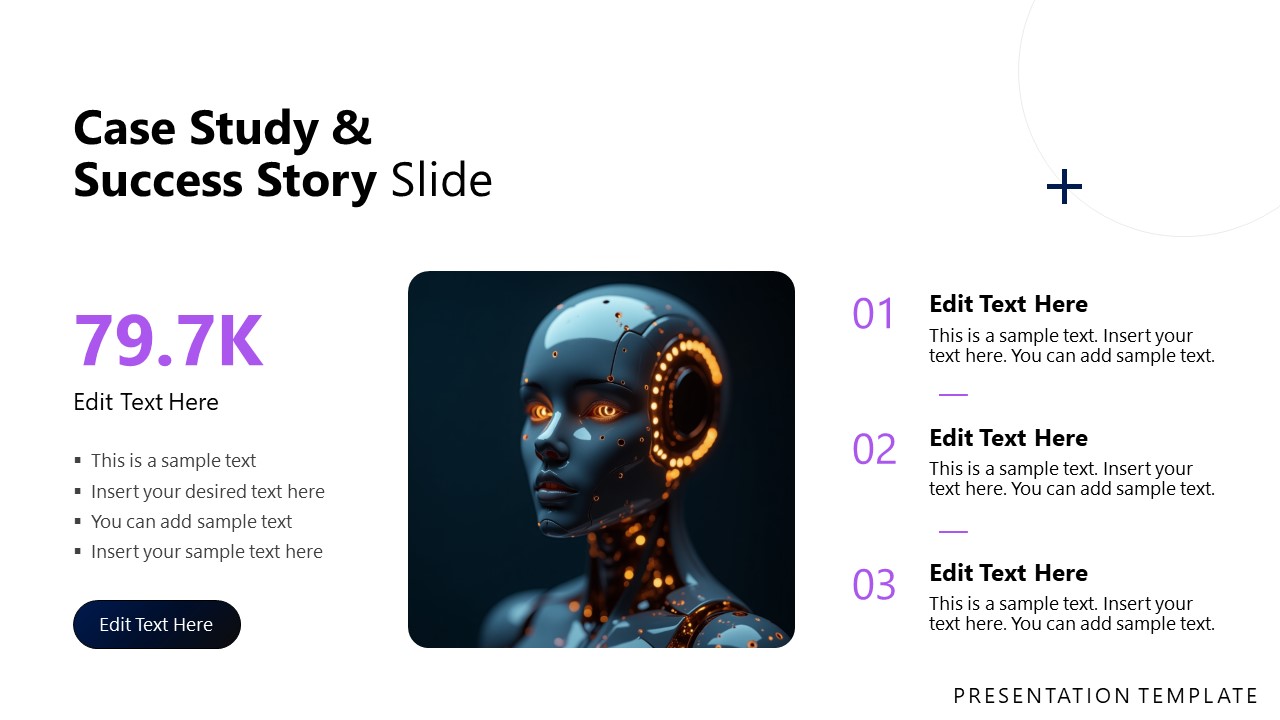 Case Study &
Success Story Slide
79.7K
Edit Text Here
▪ This is a sample text
▪ Insert your desired text here
▪ You can add sample text
▪ Insert your sample text here
Edit Text Here
01
Edit Text Here
This is a sample text. Insert your
text here. You can add sample text.
02
Edit Text Here
This is a sample text. Insert your
text here. You can add sample text.
03
Edit Text Here
This is a sample text. Insert your
text here. You can add sample text.
PRESENTATION TEMPLATE